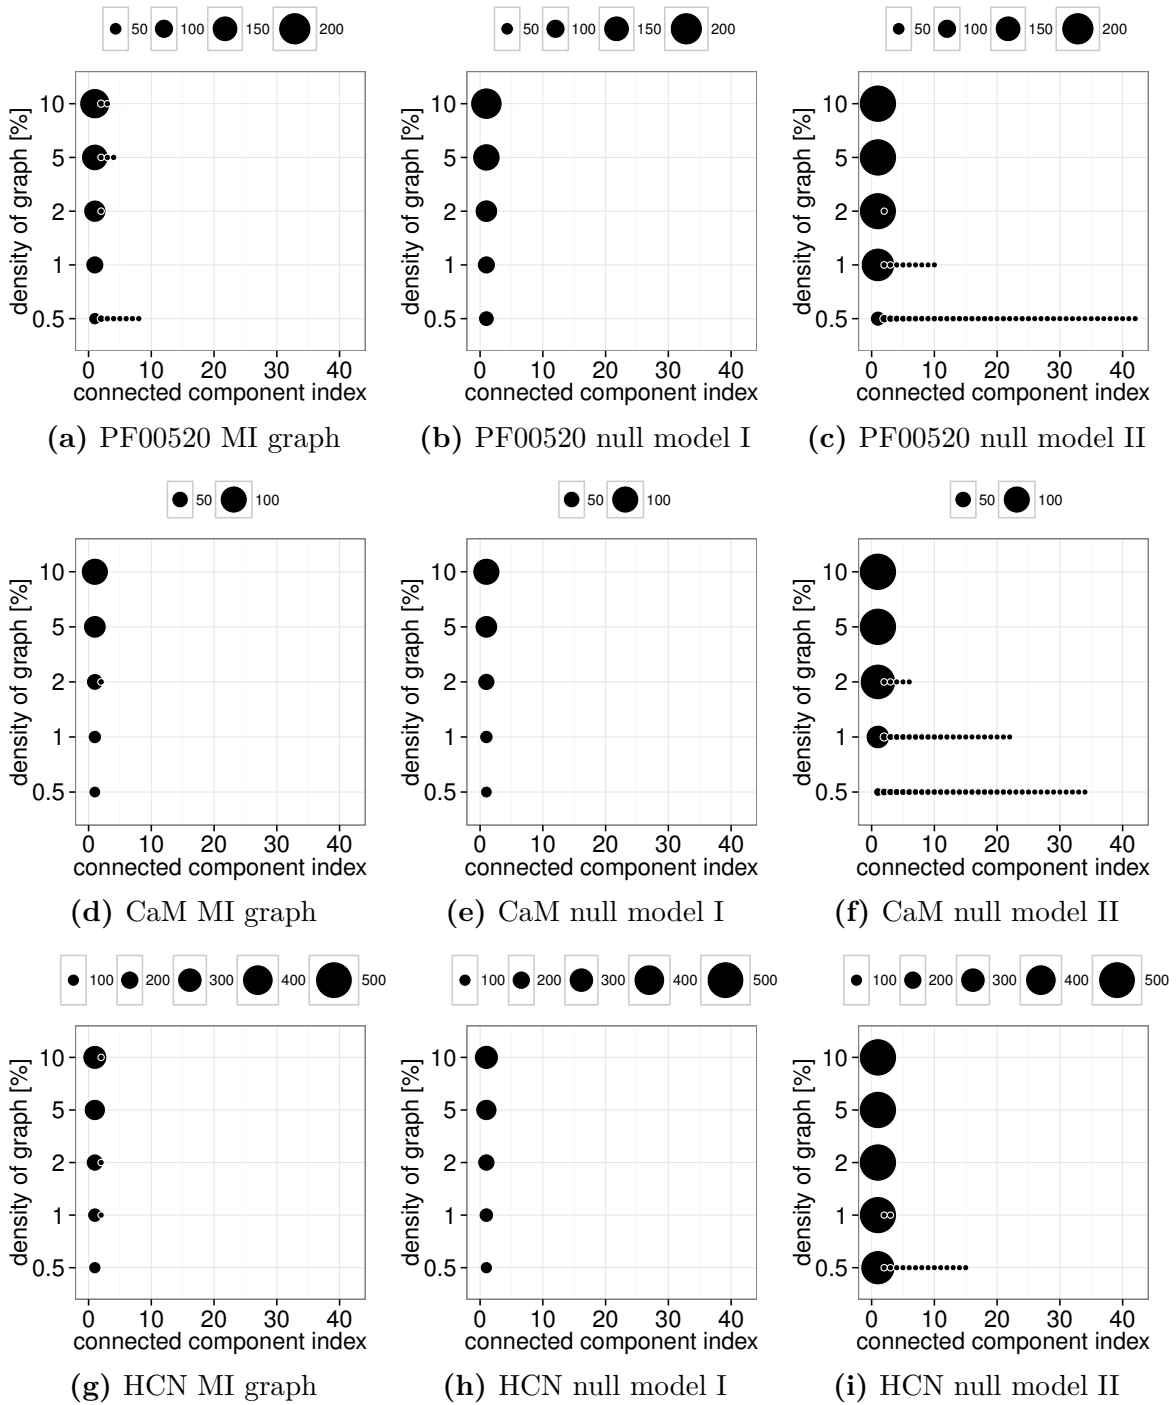 50 100 150 200
50 100 150 200
50 100 150 200
density of graph [%]
10
5
2
1
0.5
0 10 20 30 40
connected component index
(a) PF00520 MI graph
density of graph [%]
10
5
2
1
0.5
0 10 20 30 40
connected component index
(b) PF00520 null model I
density of graph [%]
10
5
2
1
0.5
0 10 20 30 40
connected component index
(c) PF00520 null model II
50 100
50 100
50 100
density of graph [%]
10
5
2
1
0.5
0 10 20 30 40
connected component index
(d) CaM MI graph
density of graph [%]
10
5
2
1
0.5
0 10 20 30 40
connected component index
(e) CaM null model I
density of graph [%]
10
5
2
1
0.5
0 10 20 30 40
connected component index
(f) CaM null model II
100 200 300 400 500
100 200 300 400 500
100 200 300 400 500
density of graph [%]
10
5
2
1
0.5
0 10 20 30 40
connected component index
(g) HCN MI graph
density of graph [%]
10
5
2
1
0.5
0 10 20 30 40
connected component index
(h) HCN null model I
density of graph [%]
10
5
2
1
0.5
0 10 20 30 40
connected component index
(i) HCN null model II